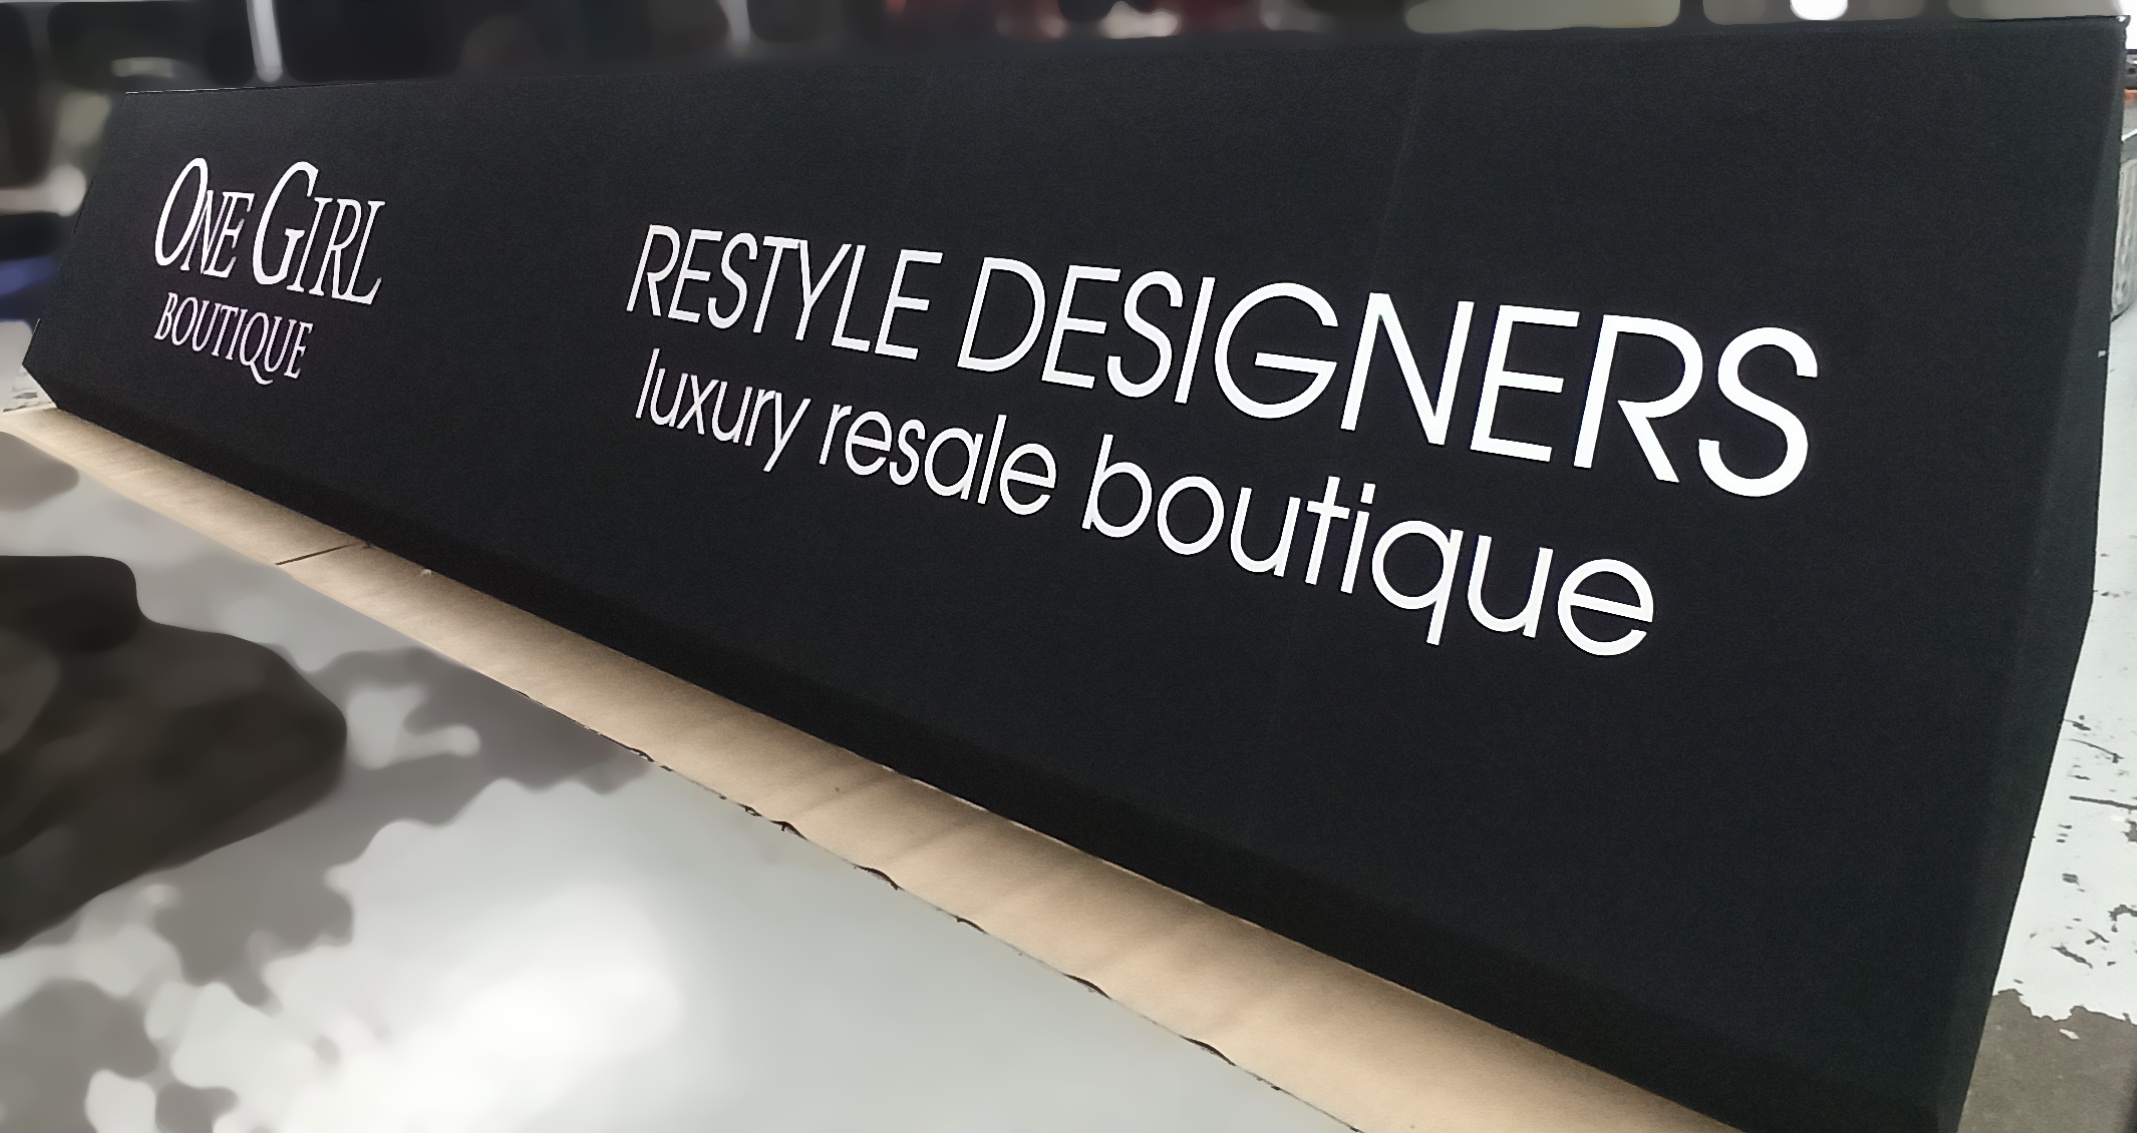 ONE GIRL
BOUTIQUE
RESTYLE DESIGNERS
luxury resale boutique